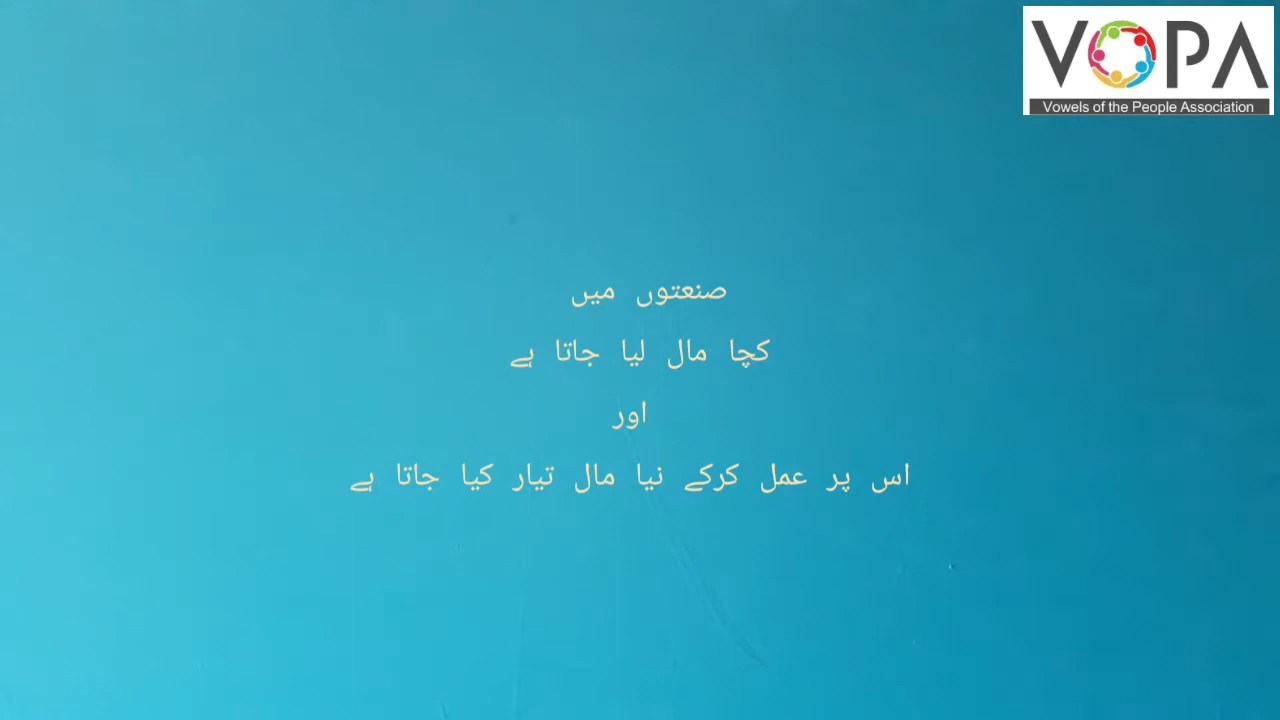 VOPA
Vowels of the People Association
صنعتوں میں
کچا مال لیا جاتا ہے
اور
اس پر عمل کرکے نیا مال تیار کیا جاتا ہے